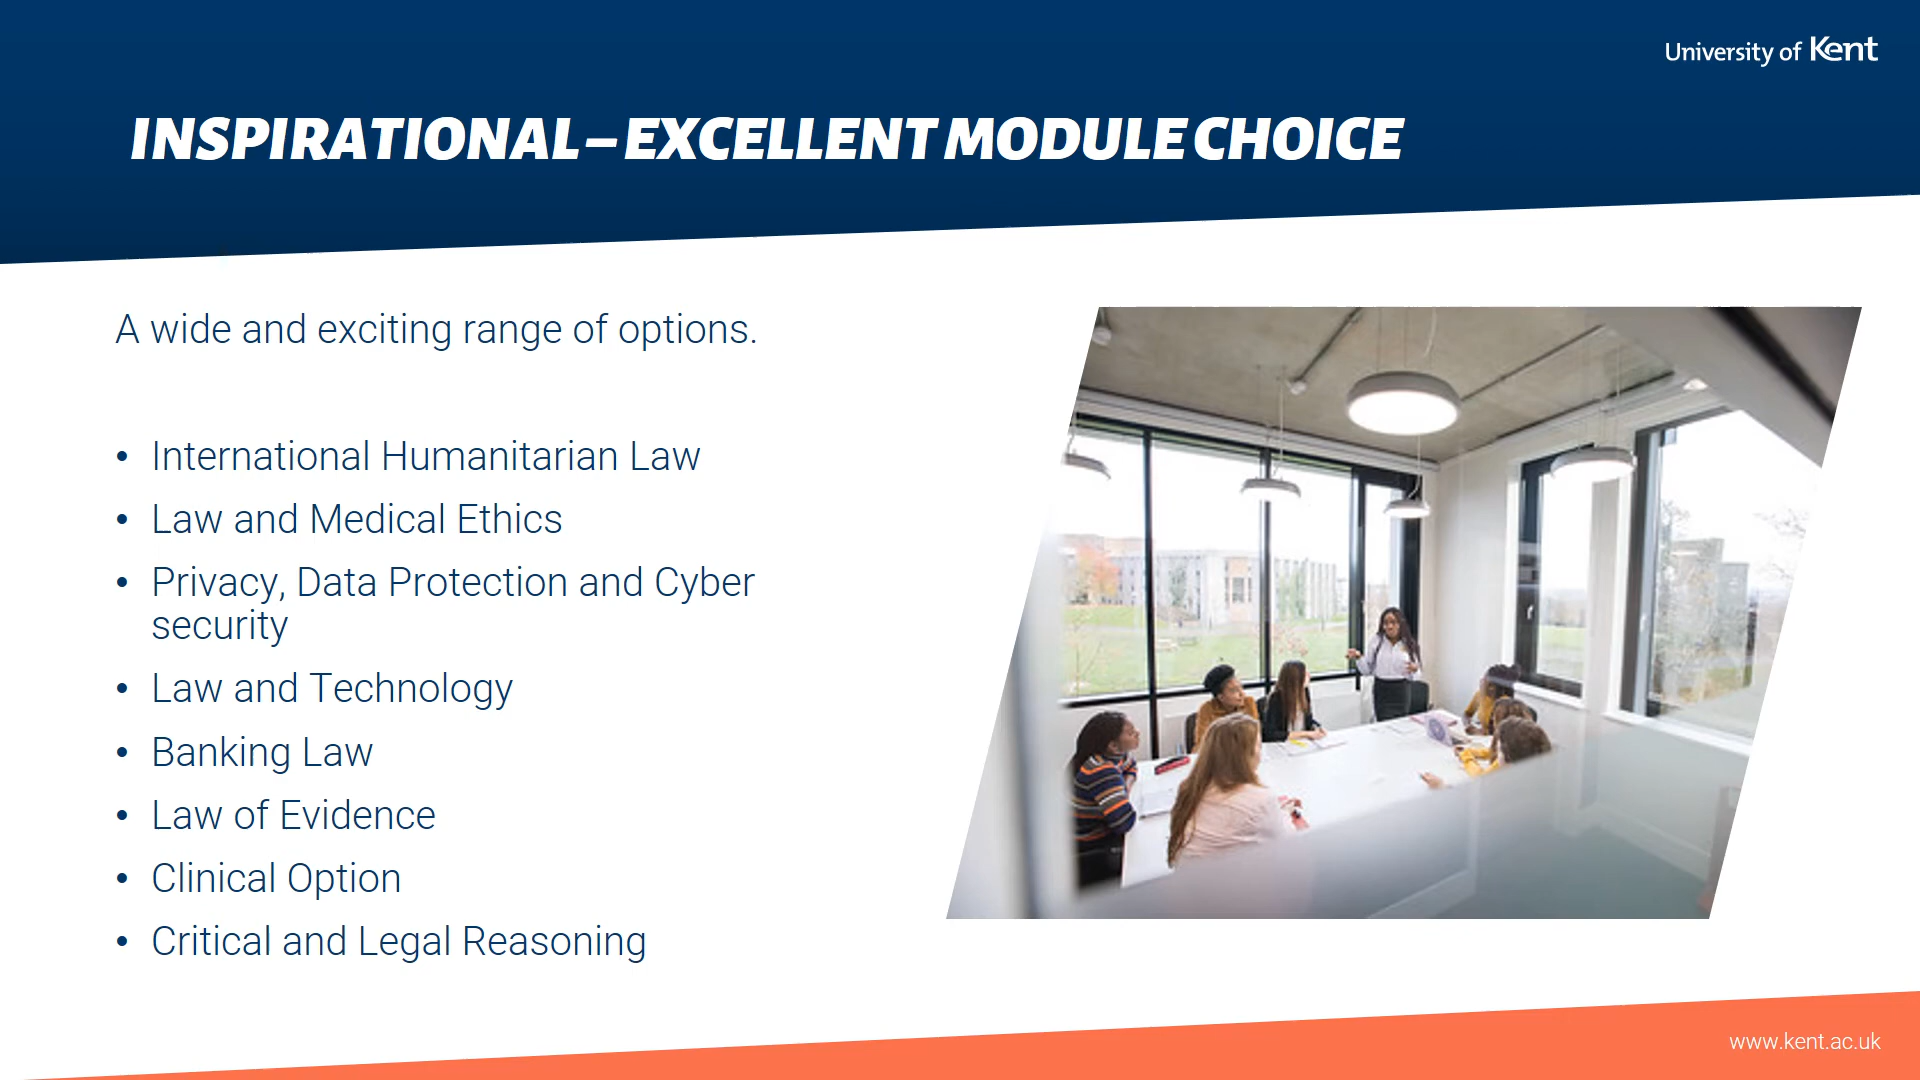 University of Kent
INSPIRATIONAL – EXCELLENT MODULE CHOICE
A wide and exciting range of options.
• International Humanitarian Law
• Law and Medical Ethics
• Privacy, Data Protection and Cyber
security
• Law and Technology
• Banking Law
• Law of Evidence
• Clinical Option
• Critical and Legal Reasoning
www.kent.ac.uk